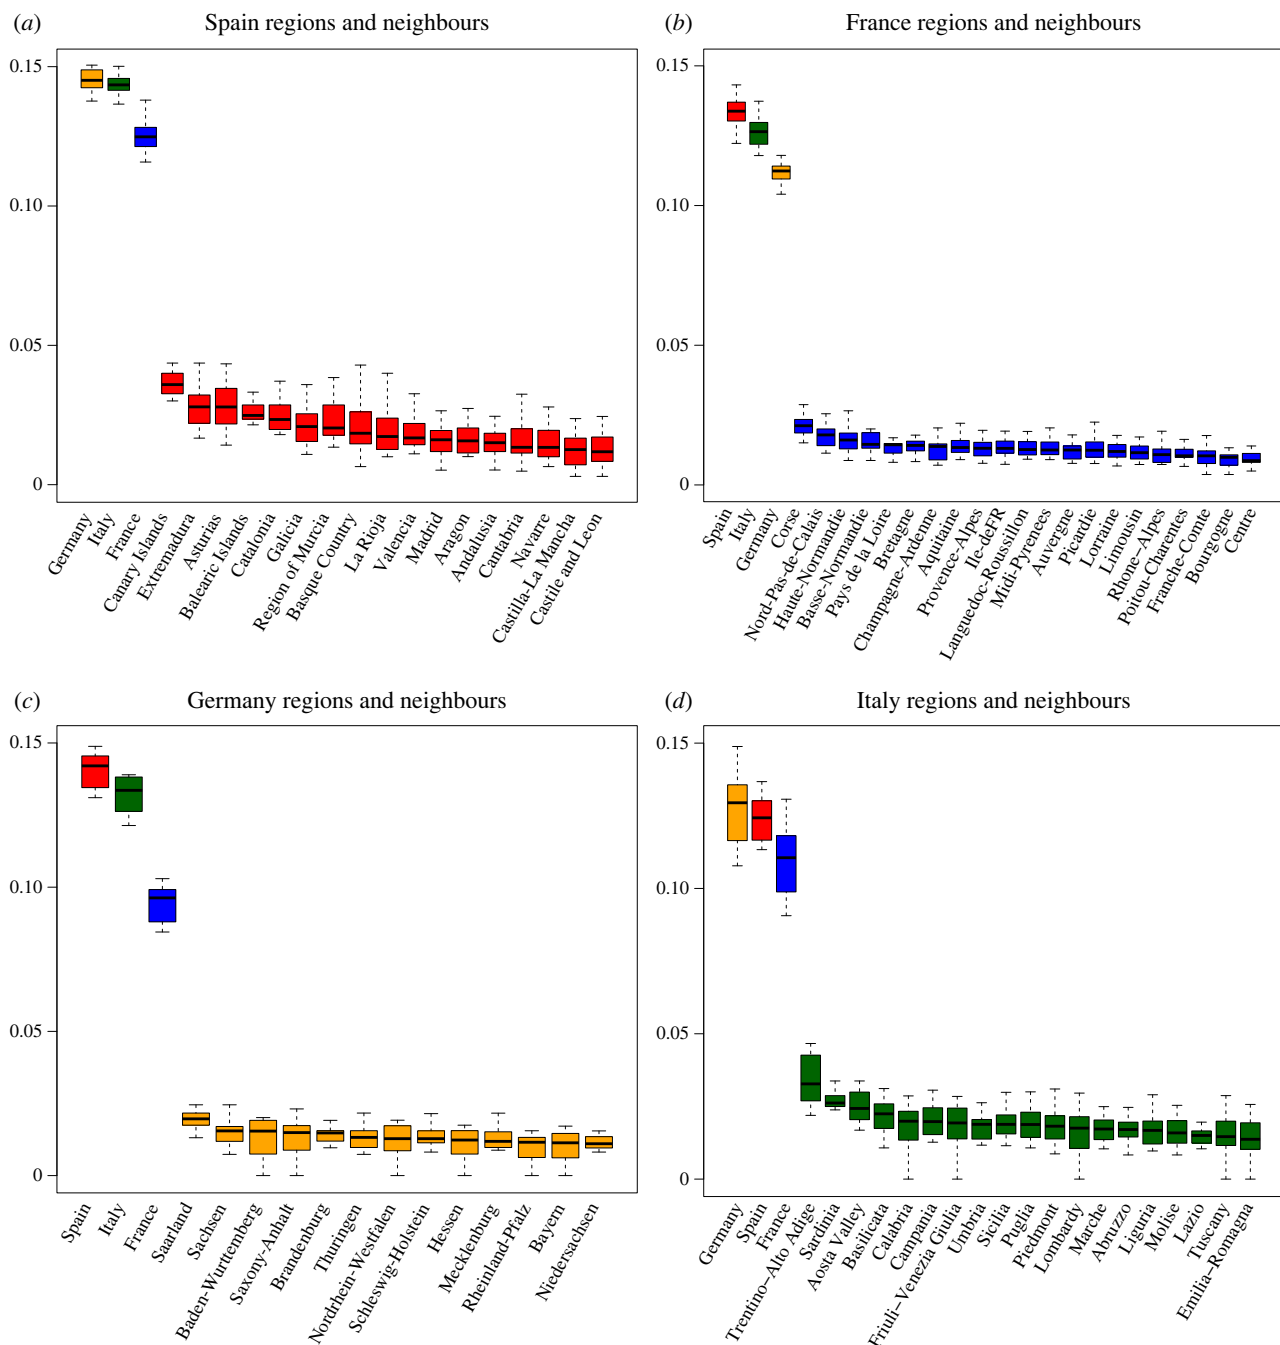 (a) Spain regions and neighbours
0.15
0.10
0.05
0
Germany
Italy
France
Canary Islands
Extremadura
Asturias
Balearic Islands
Catalonia
Galicia
Region of Murcia
Basque Country
La Rioja
Valencia
Madrid
Aragon
Andalusia
Cantabria
Navarre
Castilla-La Mancha
Castile and Leon
(b) France regions and neighbours
0.15
0.10
0.05
0
Spain
Italy
Germany
Corse
Nord-Pas-de-Calais
Haute-Normandie
Basse-Normandie
Pays de la Loire
Bretagne
Champagne-Ardenne
Aquitaine
Provence-Alpes
Ile-deFR
Languedoc-Roussillon
Midi-Pyrenees
Auvergne
Picardie
Lorraine
Limousin
Rhone-Alpes
Poitou-Charentes
Franche-Comte
Bourgogne
Centre
(c) Germany regions and neighbours
0.15
0.10
0.05
0
Spain
Italy
France
Saarland
Sachsen
Baden-Wurttemberg
Saxony-Anhalt
Brandenburg
Thuringen
Nordrhein-Westfalen
Schleswig-Holstein
Hessen
Mecklenburg
Rheinland-Pfalz
Bayern
Niedersachsen
(d) Italy regions and neighbours
0.15
0.10
0.05
0
Germany
Spain
France
Trentino-Alto Adige
Sardinia
Aosta Valley
Basilicata
Calabria
Campania
Friuli-Venezia Giulia
Umbria
Sicilia
Puglia
Piedmont
Lombardy
Marche
Abruzzo
Liguria
Molise
Lazio
Tuscany
Emilia-Romagna